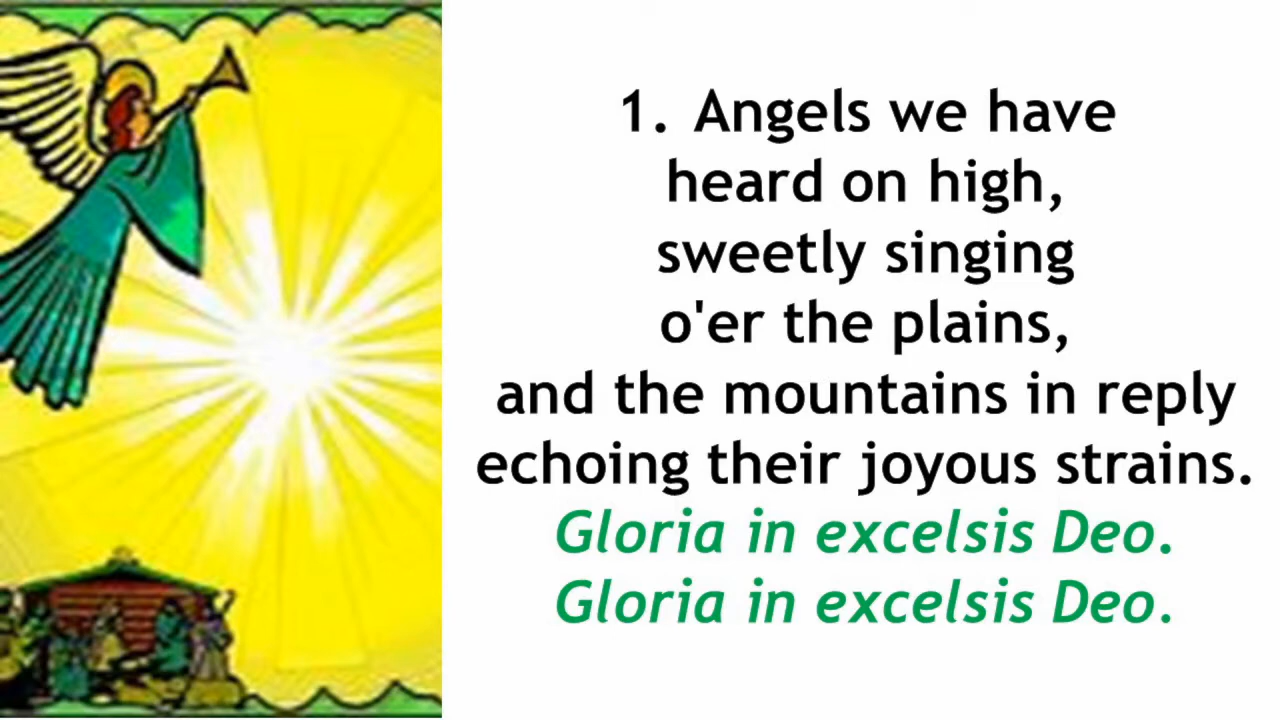 1. Angels we have
heard on high,
sweetly singing
o'er the plains,
and the mountains in reply
echoing their joyous strains.
Gloria in excelsis Deo.
Gloria in excelsis Deo.